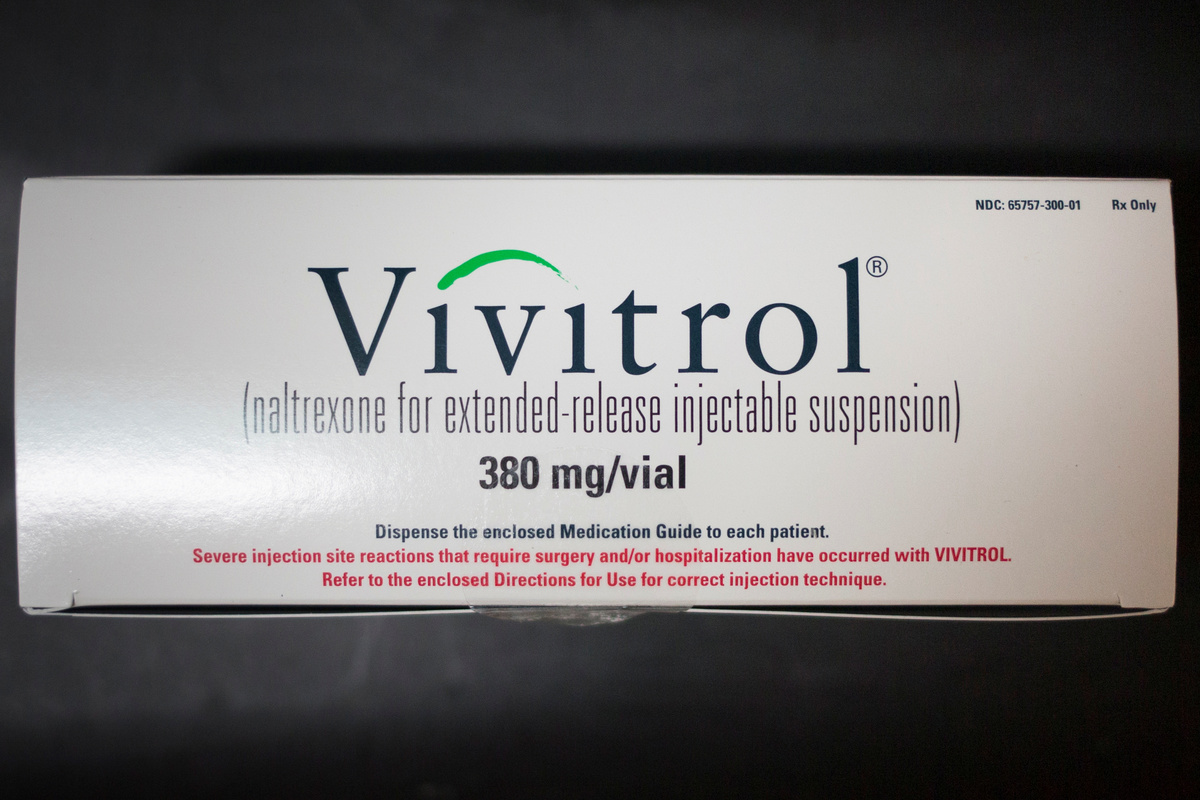 NDC: 65757-300-01 Rx Only
Vivitrol®
(naltrexone for extended-release injectable suspension)
380 mg/vial
Dispense the enclosed Medication Guide to each patient.
Severe injection site reactions that require surgery and/or hospitalization have occurred with VIVITROL.
Refer to the enclosed Directions for Use for correct injection technique.